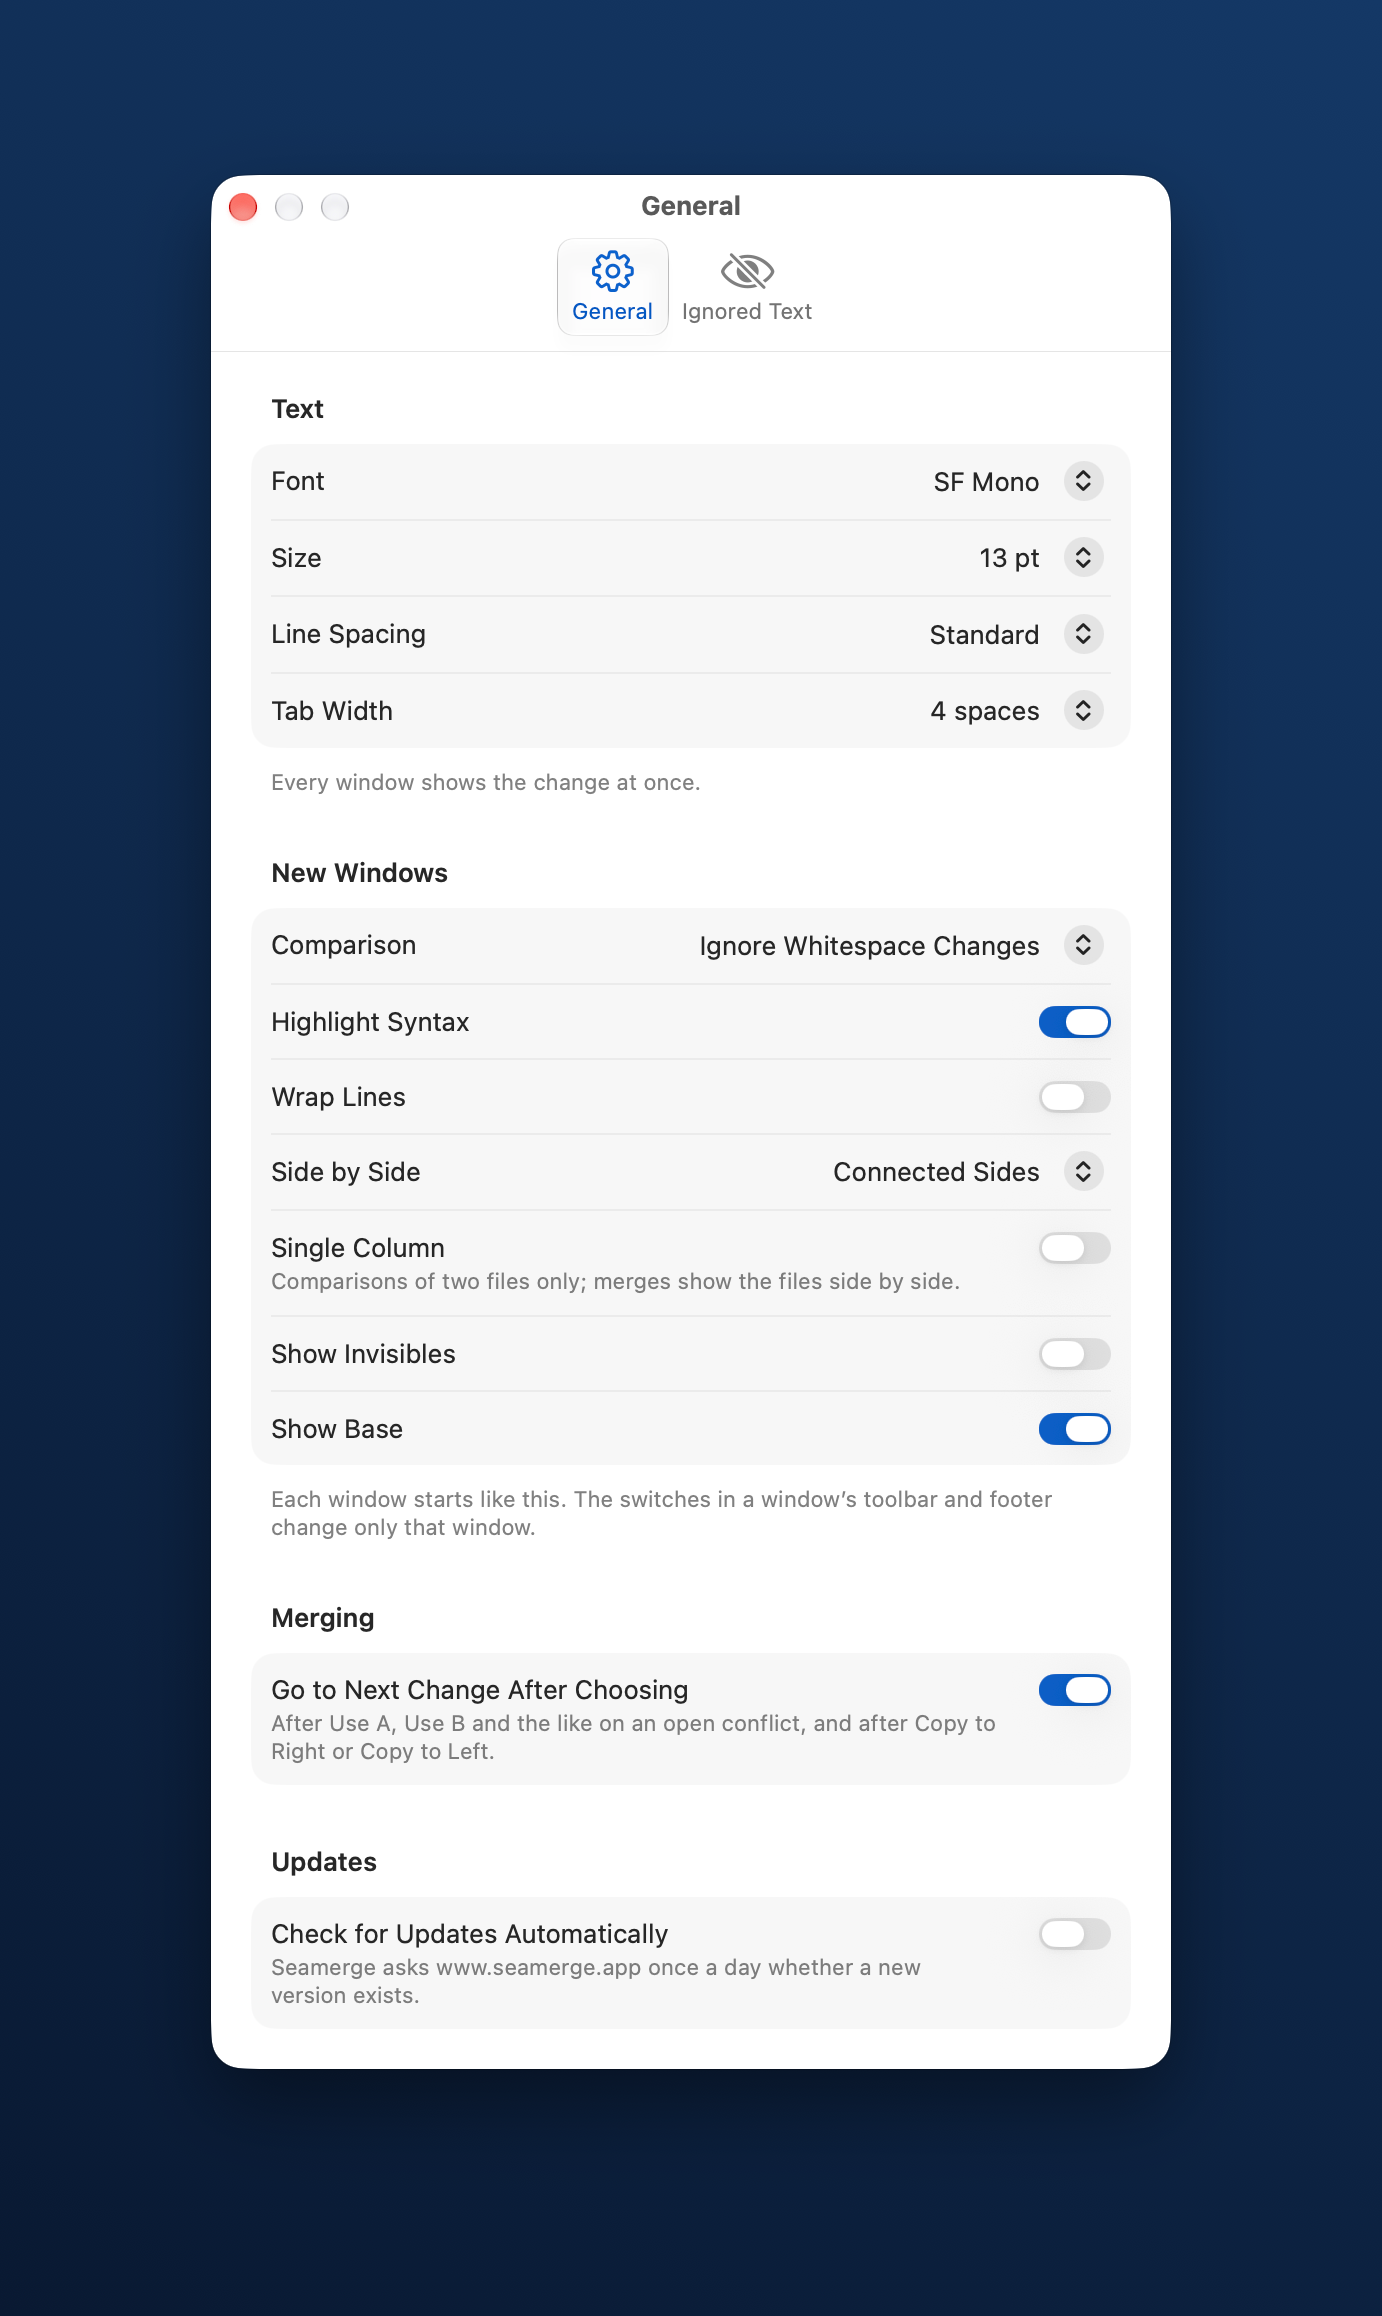 General
General
Ignored Text
Text
Font
SF Mono
Size
13 pt
Line Spacing
Standard
Tab Width
4 spaces
Every window shows the change at once.
New Windows
Comparison
Ignore Whitespace Changes
Highlight Syntax
Wrap Lines
Side by Side
Connected Sides
Single Column
Comparisons of two files only; merges show the files side by side.
Show Invisibles
Show Base
Each window starts like this. The switches in a window’s toolbar and footer
change only that window.
Merging
Go to Next Change After Choosing
After Use A, Use B and the like on an open conflict, and after Copy to
Right or Copy to Left.
Updates
Check for Updates Automatically
Seamerge asks www.seamerge.app once a day whether a new
version exists.